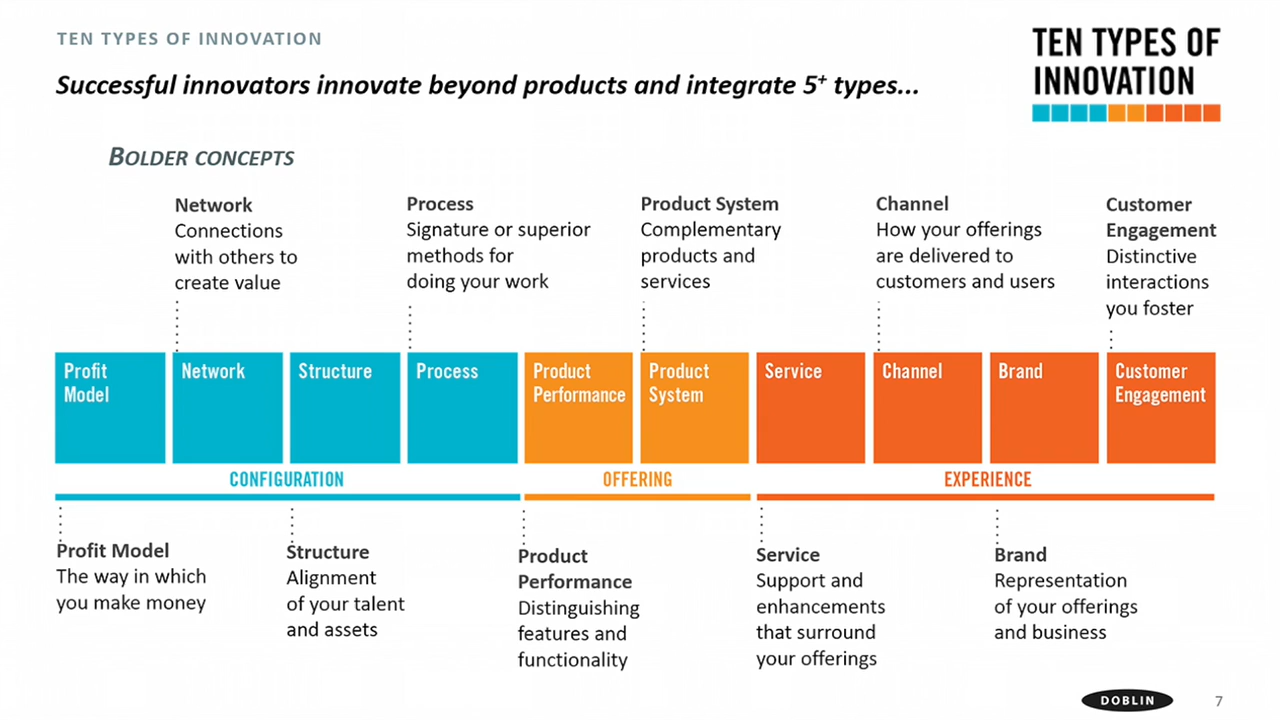 TEN TYPES OF INNOVATION
TEN TYPES OF
INNOVATION
Successful innovators innovate beyond products and integrate 5+ types...
BOLDER CONCEPTS
Network
Connections
with others to
create value
Process
Signature or superior
methods for
doing your work
Product System
Complementary
products and
services
Channel
How your offerings
are delivered to
customers and users
Customer
Engagement
Distinctive
interactions
you foster
Profit
Model
Network
Structure
Process
Product
Performance
Product
System
Service
Channel
Brand
Customer
Engagement
CONFIGURATION
OFFERING
EXPERIENCE
Profit Model
The way in which
you make money
Structure
Alignment
of your talent
and assets
Product
Performance
Distinguishing
features and
functionality
Service
Support and
enhancements
that surround
your offerings
Brand
Representation
of your offerings
and business
DOBLIN
7